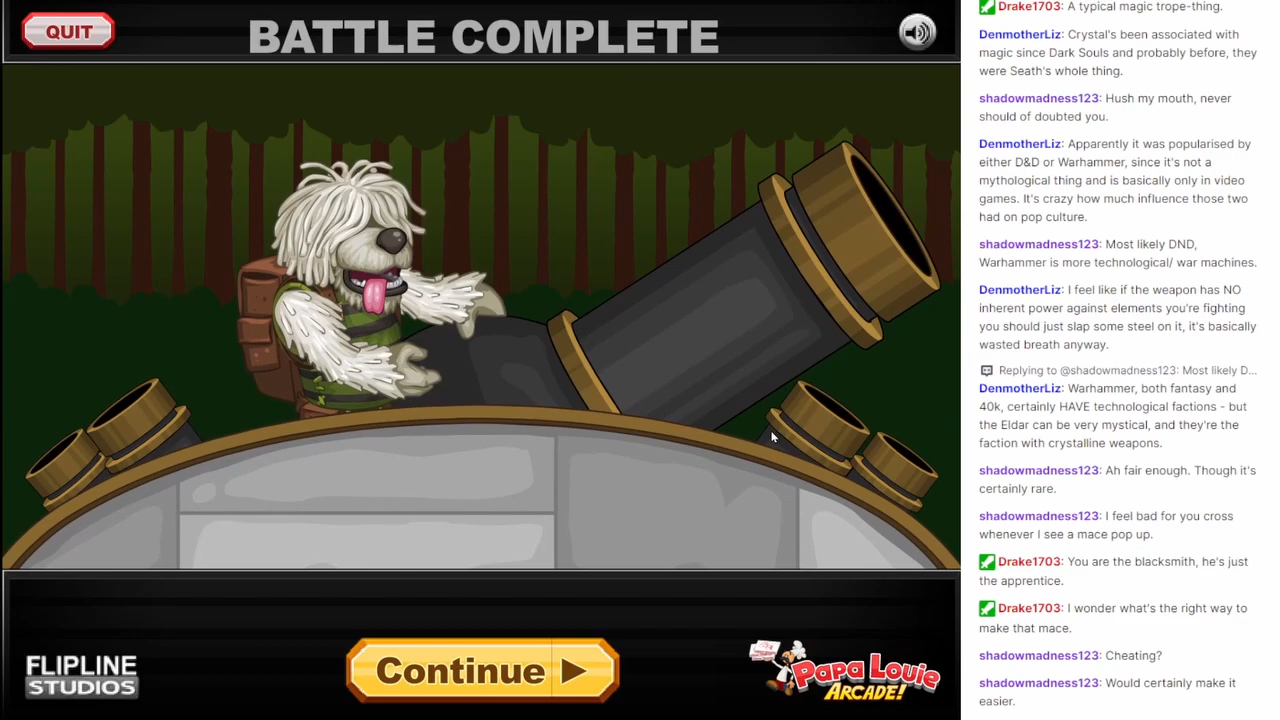 QUIT
BATTLE COMPLETE
FLIPLINE
STUDIOS
Continue
Papa Louie
ARCADE!
Drake1703: A typical magic trope-thing.
DenmotherLiz: Crystal's been associated with
magic since Dark Souls and probably before, they
were Seath's whole thing.
shadowmadness123: Hush my mouth, never
should of doubted you.
DenmotherLiz: Apparently it was popularised by
either D&D or Warhammer, since it's not a
mythological thing and is basically only in video
games. It's crazy how much influence those two
had on pop culture.
shadowmadness123: Most likely DND,
Warhammer is more technological/ war machines.
DenmotherLiz: I feel like if the weapon has NO
inherent power against elements you're fighting
you should just slap some steel on it, it's basically
wasted breath anyway.
Replying to @shadowmadness123: Most likely D...
DenmotherLiz: Warhammer, both fantasy and
40k, certainly HAVE technological factions - but
the Eldar can be very mystical, and they're the
faction with crystalline weapons.
shadowmadness123: Ah fair enough. Though it's
certainly rare.
shadowmadness123: I feel bad for you cross
whenever I see a mace pop up.
Drake1703: You are the blacksmith, he's just
the apprentice.
Drake1703: I wonder what's the right way to
make that mace.
shadowmadness123: Cheating?
shadowmadness123: Would certainly make it
easier.